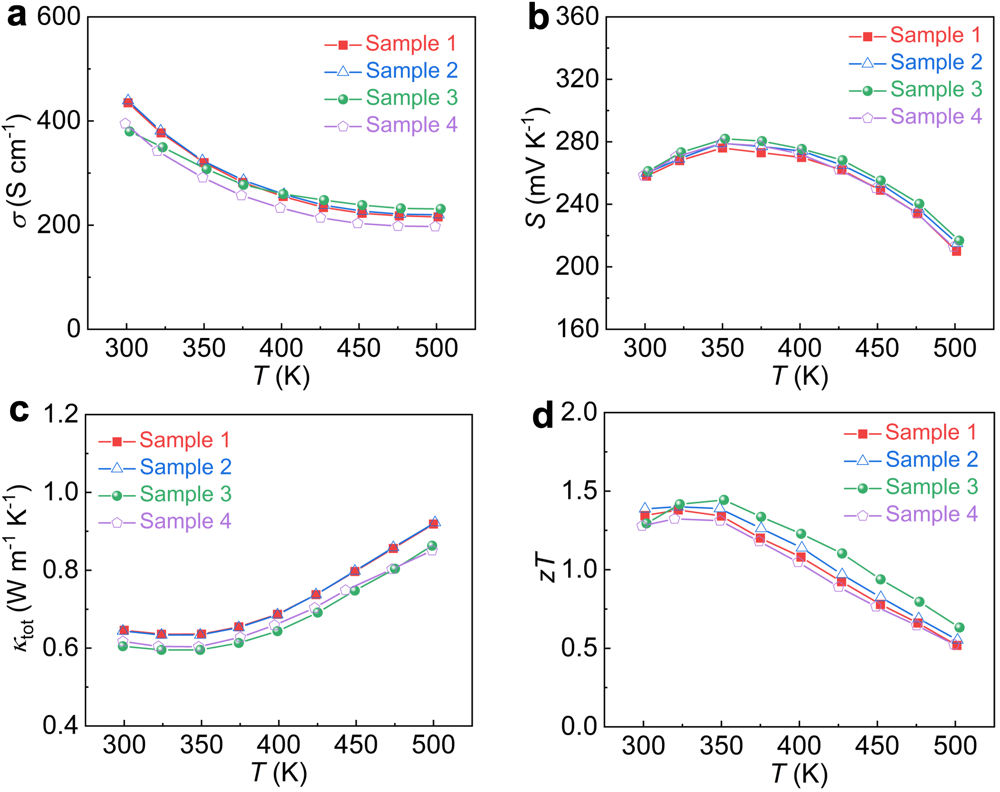 a
600
400
200
0
σ (S cm-1)
Sample 1
Sample 2
Sample 3
Sample 4
300 350 400 450 500
T (K)
b
360
320
280
240
200
160
S (mV K-1)
Sample 1
Sample 2
Sample 3
Sample 4
300 350 400 450 500
T (K)
c
1.2
1.0
0.8
0.6
0.4
κtot (W m-1 K-1)
Sample 1
Sample 2
Sample 3
Sample 4
300 350 400 450 500
T (K)
d
2.0
1.5
1.0
0.5
0.0
zT
Sample 1
Sample 2
Sample 3
Sample 4
300 350 400 450 500
T (K)